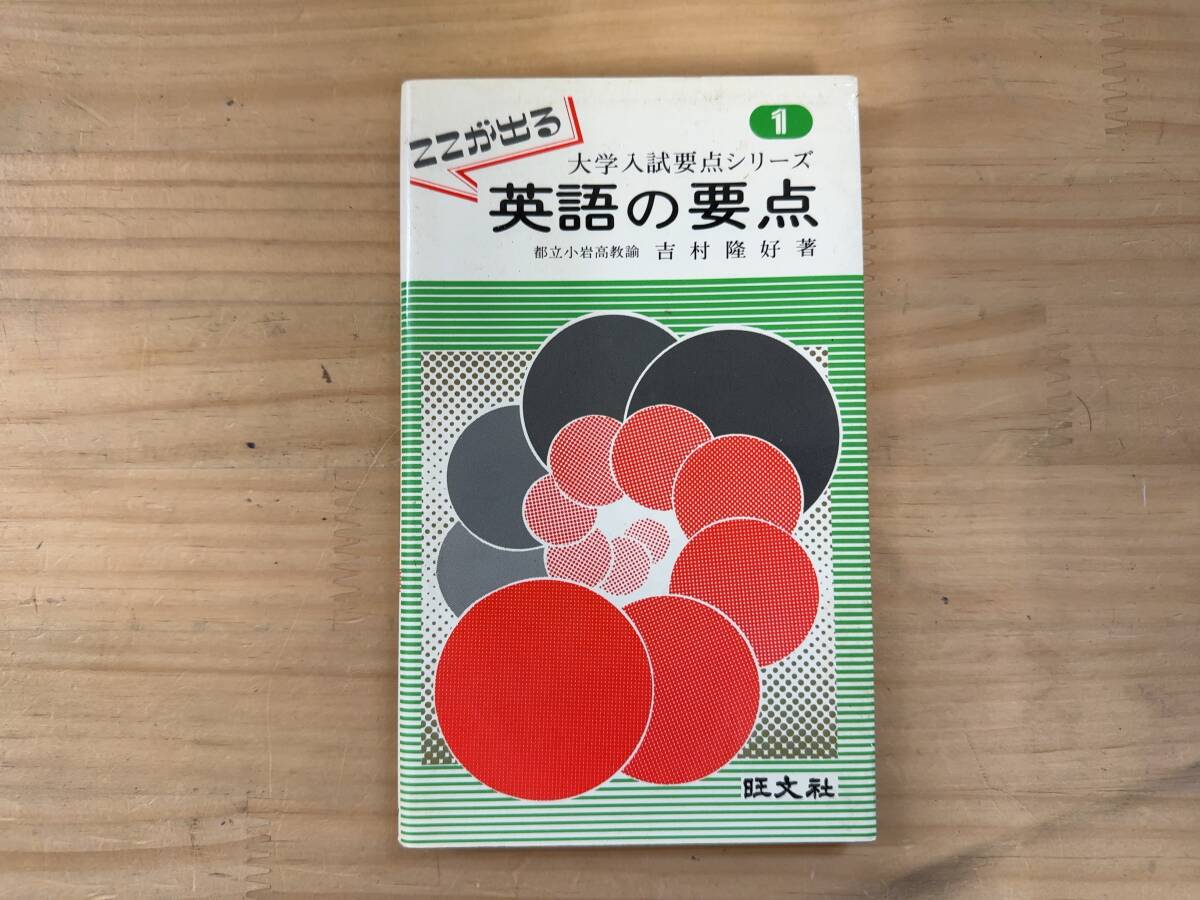 ここが出る
1
大学入試要点シリーズ
英語の要点
都立小岩高教諭 吉村隆好著
旺文社